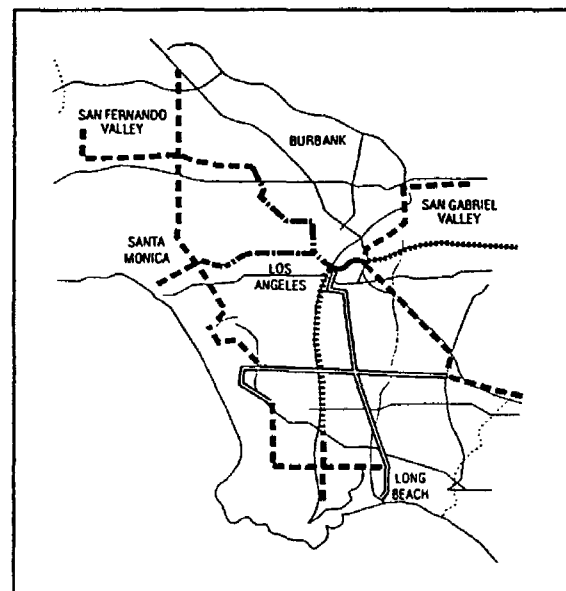 SAN FERNANDO
VALLEY
BURBANK
SAN GABRIEL
VALLEY
SANTA
MONICA
LOS
ANGELES
LONG
BEACH